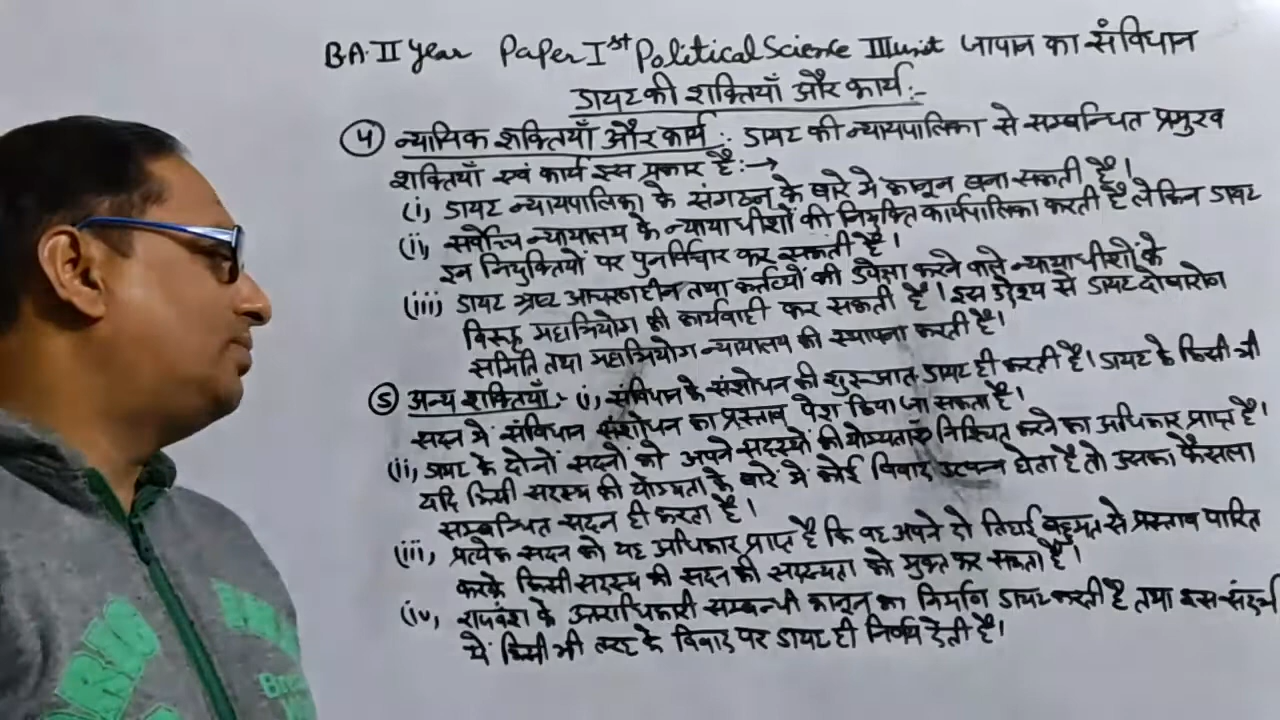 B.A. II Year Paper Ist Political Science III unit जापान का संविधान
डायट की शक्तियाँ और कार्य :-
4 न्यायिक शक्तियाँ और कार्य : डायट की न्यायपालिका से सम्बन्धित प्रमुख
शक्तियाँ एवं कार्य इस प्रकार है :- →
(i) डायट न्यायपालिका के संगठन के बारे में कानून बना सकती है।
(ii) सर्वोच्च न्यायालय के न्यायाधीशों की नियुक्ति कार्यपालिका करती है लेकिन डायट
इन नियुक्तियों पर पुनर्विचार कर सकती है।
(iii) डायट भ्रष्ट आचरणहीन तथा कर्तव्यों की उपेक्षा करने वाले न्यायाधीशों के
विरूद्ध महाभियोग की कार्यवाही कर सकती है। इस उद्देश्य से डायट दोषारोपण
समिति तथा महाभियोग न्यायालय की स्थापना करती है।
5 अन्य शक्तियाँ :- (i) संविधान के संशोधन की शुरूआत डायट ही करती है। डायट के किसी भी
सदन में संविधान संशोधन का प्रस्ताव पेश किया जा सकता है।
(ii) डायट के दोनों सदनों को अपने सदस्यों की योग्यताएँ निश्चित करने का अधिकार प्राप्त है।
यदि किसी सदस्य की योग्यता के बारे में कोई विवाद उत्पन्न होता है तो उसका फैसला
सम्बन्धित सदन ही करता है।
(iii) प्रत्येक सदन को यह अधिकार प्राप्त है कि वह अपने दो तिहाई बहुमत से प्रस्ताव पारित
करके किसी सदस्य की सदन की सदस्यता को मुक्त कर सकता है।
(iv) राजवंश के उत्तराधिकारी सम्बन्धी कानून का निर्माण डायट करती है तथा इस संदर्भ
में किसी भी तरह के विवाद पर डायट ही निर्णय देती है।